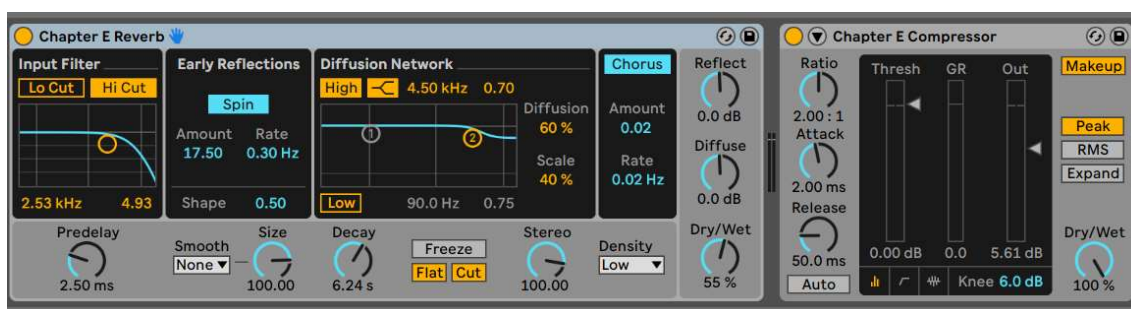 Chapter E Reverb
Input Filter
Lo Cut Hi Cut
2.53 kHz 4.93
Early Reflections
Spin
Amount Rate
17.50 0.30 Hz
Shape 0.50
Diffusion Network
High 4.50 kHz 0.70
1
2
Diffusion
60 %
Scale
40 %
Low 90.0 Hz 0.75
Chorus
Amount
0.02
Rate
0.02 Hz
Reflect
0.0 dB
Diffuse
0.0 dB
Dry/Wet
55 %
Predelay
2.50 ms
Smooth
None
Size
100.00
Decay
6.24 s
Freeze
Flat Cut
Stereo
100.00
Density
Low
Chapter E Compressor
Ratio
2.00 : 1
Attack
2.00 ms
Release
50.0 ms
Auto
Thresh GR Out
0.00 dB 0.0 5.61 dB
Knee 6.0 dB
Makeup
Peak
RMS
Expand
Dry/Wet
100 %